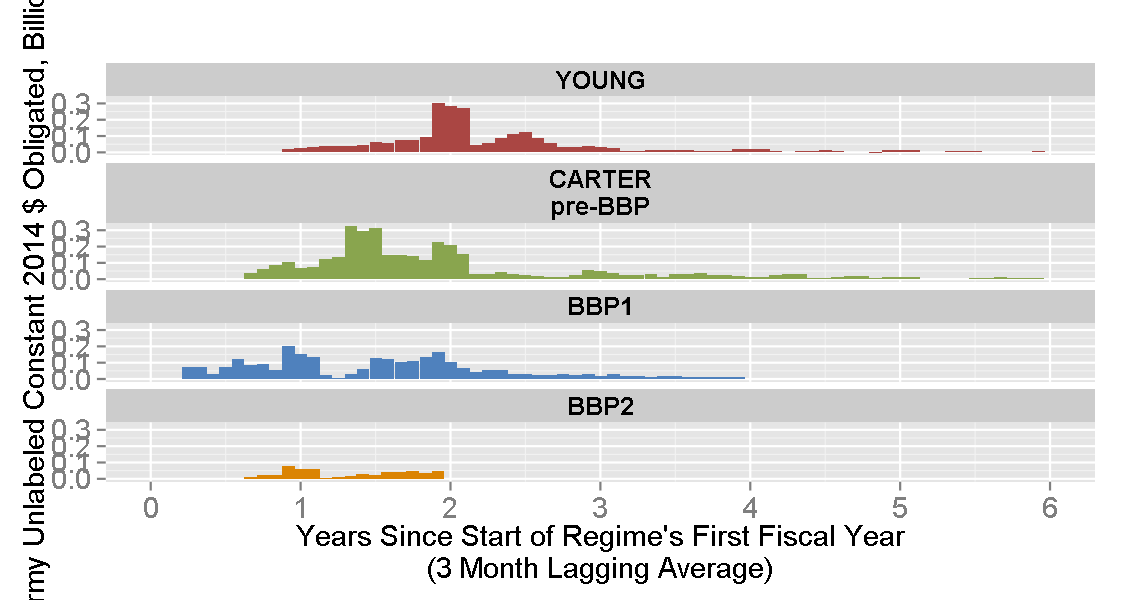 YOUNG
0.3
0.2
0.1
0.0
CARTER
pre-BBP
0.3
0.2
0.1
0.0
BBP1
0.3
0.2
0.1
0.0
BBP2
0.3
0.2
0.1
0.0
0 1 2 3 4 5 6
Years Since Start of Regime's First Fiscal Year
(3 Month Lagging Average)
Unlabeled Constant 2014 $ Obligated,